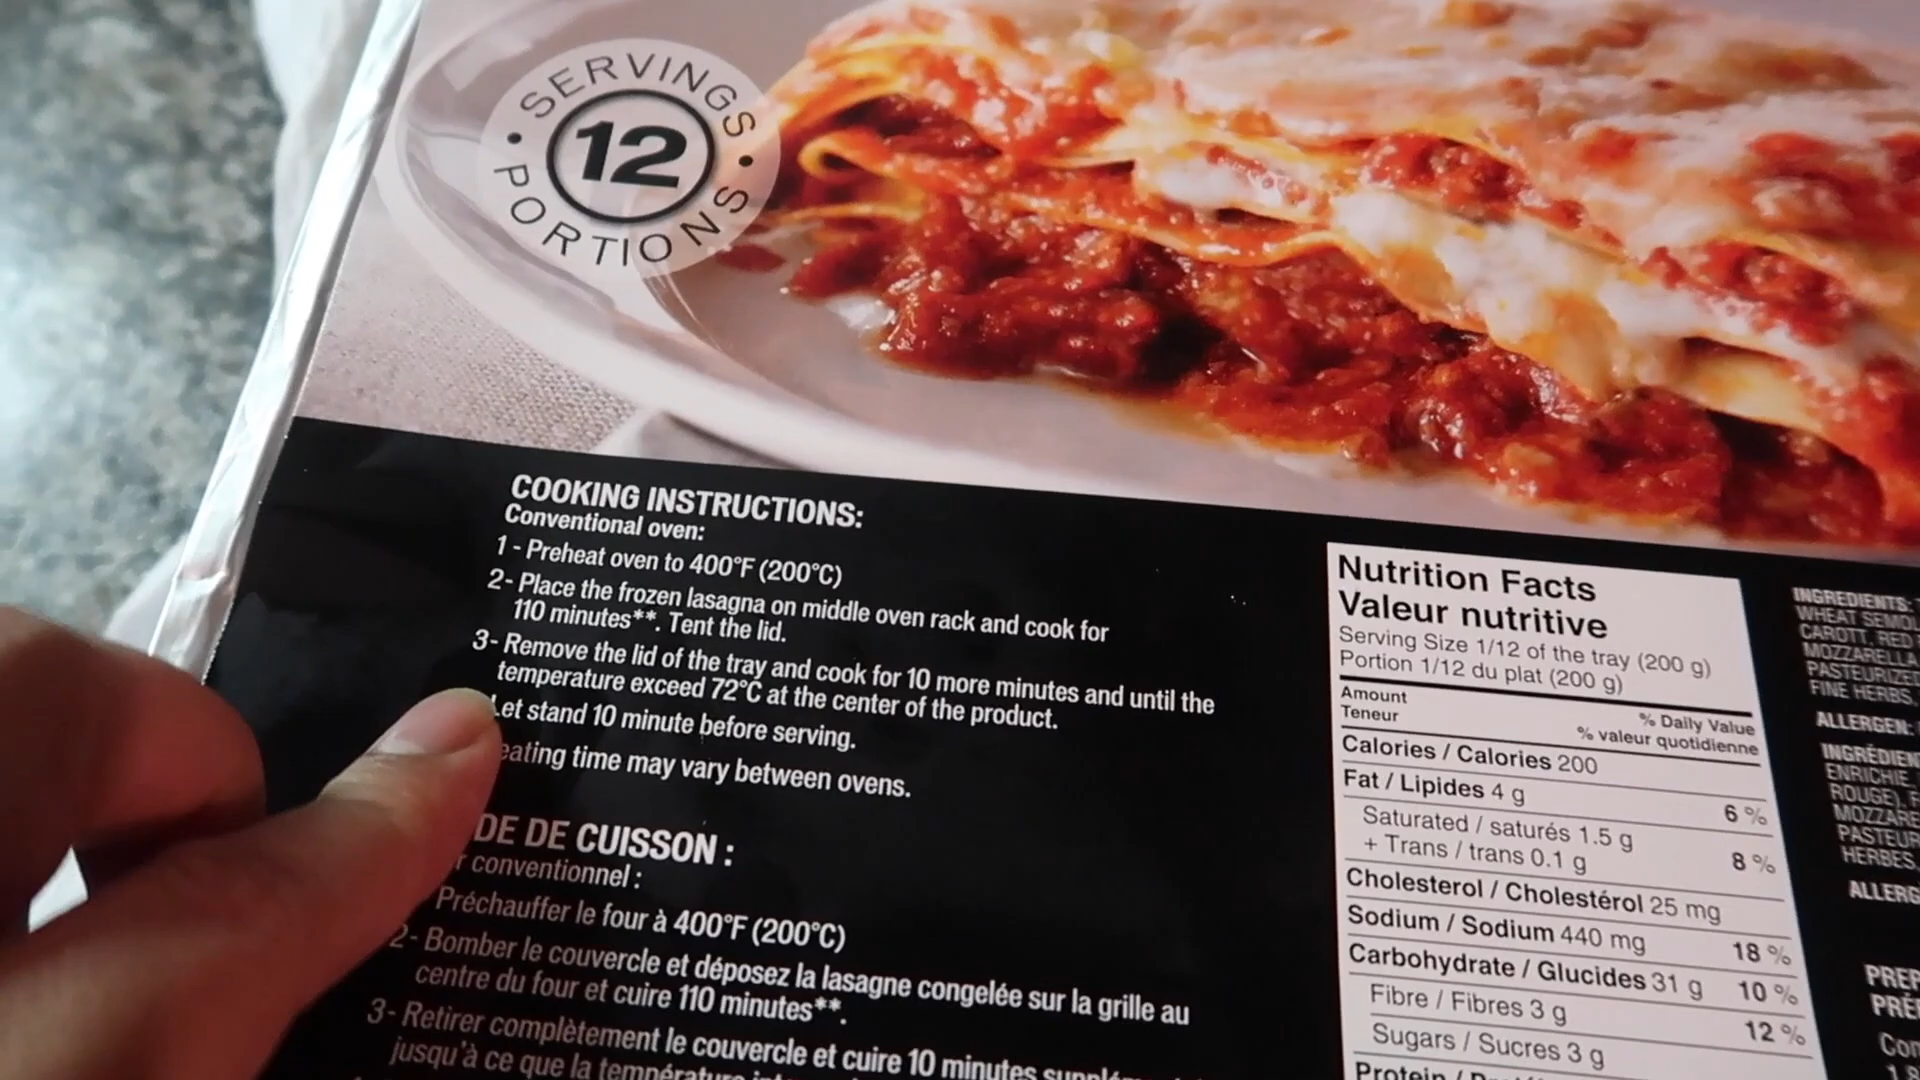 SERVINGS
12
PORTIONS
COOKING INSTRUCTIONS:
Conventional oven:
1 - Preheat oven to 400°F (200°C)
2- Place the frozen lasagna on middle oven rack and cook for
110 minutes**. Tent the lid.
3- Remove the lid of the tray and cook for 10 more minutes and until the
temperature exceed 72°C at the center of the product.
Let stand 10 minute before serving.
eating time may vary between ovens.
DE DE CUISSON :
r conventionnel :
Préchauffer le four à 400°F (200°C)
2- Bomber le couvercle et déposez la lasagne congelée sur la grille au
centre du four et cuire 110 minutes**.
3- Retirer complètement le couvercle et cuire 10 minutes
jusqu'à ce que la température
Nutrition Facts
Valeur nutritive
Serving Size 1/12 of the tray (200 g)
Portion 1/12 du plat (200 g)
Amount
Teneur
% Daily Value
% valeur quotidienne
Calories / Calories 200
Fat / Lipides 4 g 6 %
Saturated / saturés 1.5 g
+ Trans / trans 0.1 g 8 %
Cholesterol / Cholestérol 25 mg
Sodium / Sodium 440 mg 18 %
Carbohydrate / Glucides 31 g 10 %
Fibre / Fibres 3 g 12 %
Sugars / Sucres 3 g
Protein /
INGREDIENTS:
WHEAT
CAROTT, RED
MOZZARELLA
PASTEURIZED
FINE HERBS,
ALLERGEN:
INGRÉDIEN
ENRICHIE,
ROUGE),
MOZZARE
PASTEUR
HERBES,
ALLERG
PREP
PRÉ